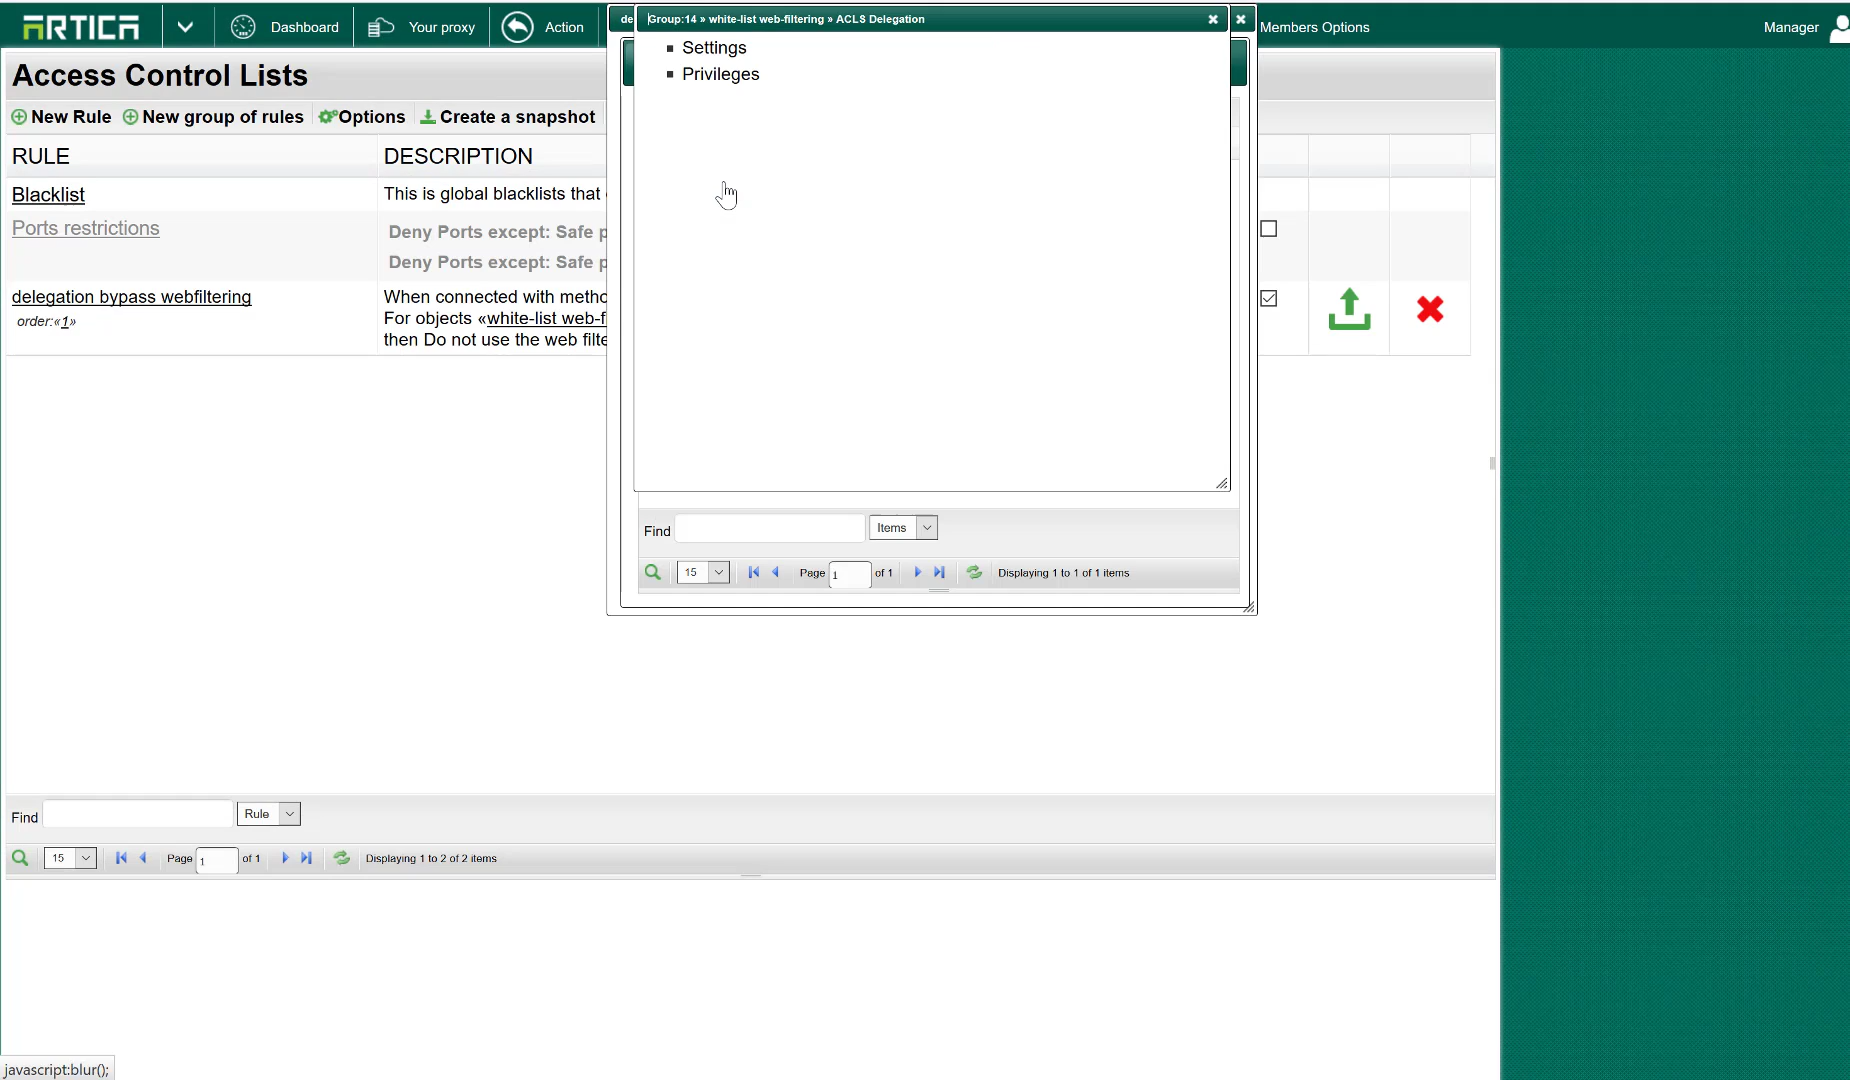 ARTICA
Dashboard
Your proxy
Action
de
Group:14 » white-list web-filtering » ACLS Delegation
Members Options
Manager
Settings
Privileges
Access Control Lists
New Rule
New group of rules
Options
Create a snapshot
RULE
DESCRIPTION
Blacklist
This is global blacklists that
Ports restrictions
Deny Ports except: Safe p
Deny Ports except: Safe p
delegation bypass webfiltering
order:«1»
When connected with metho
For objects «white-list web-f
then Do not use the web filte
Find
Items
15
Page 1 of 1
Displaying 1 to 1 of 1 items
Find
Rule
15
Page 1 of 1
Displaying 1 to 2 of 2 items
javascript:blur();